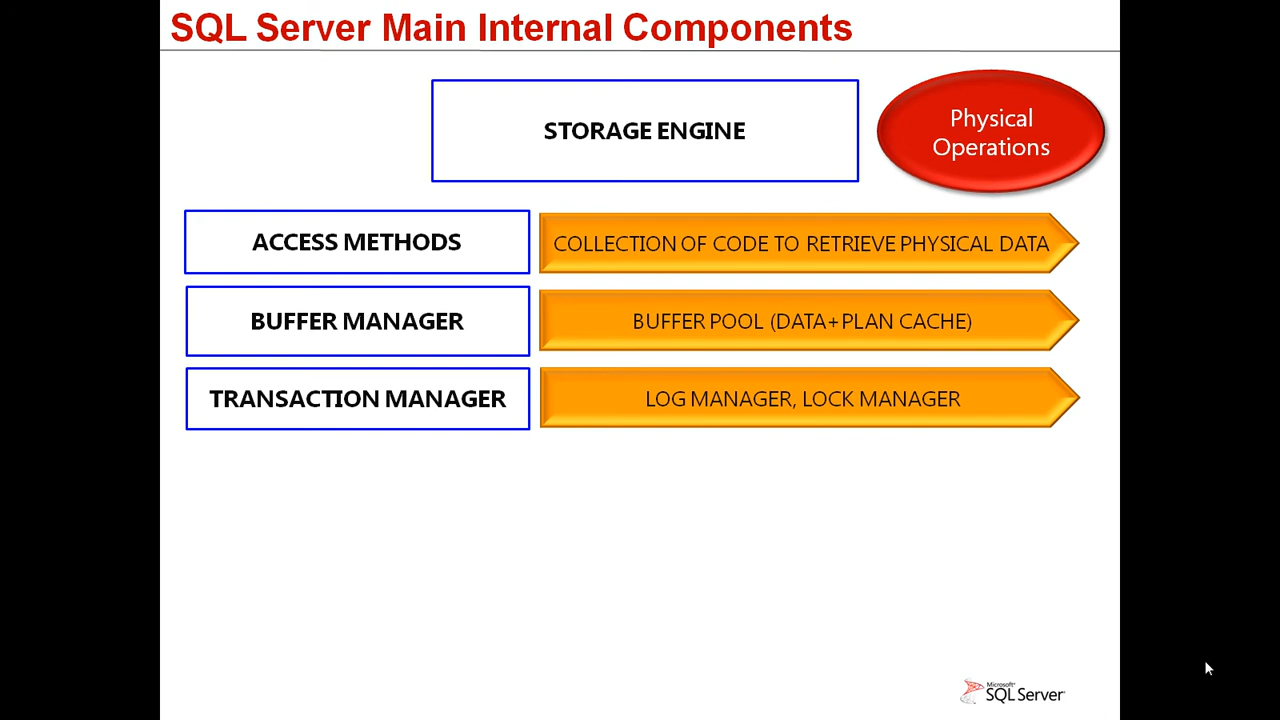 SQL Server Main Internal Components
STORAGE ENGINE
Physical
Operations
ACCESS METHODS
COLLECTION OF CODE TO RETRIEVE PHYSICAL DATA
BUFFER MANAGER
BUFFER POOL (DATA+PLAN CACHE)
TRANSACTION MANAGER
LOG MANAGER, LOCK MANAGER
Microsoft®
SQL Server